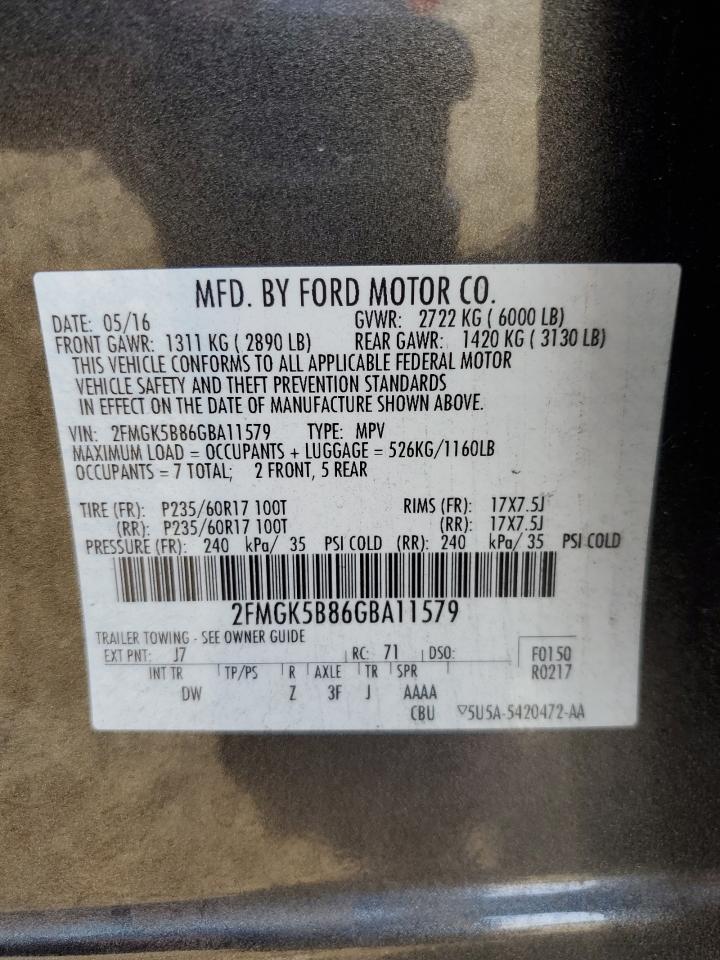 MFD. BY FORD MOTOR CO.
DATE: 05/16 GVWR: 2722 KG ( 6000 LB)
FRONT GAWR: 1311 KG ( 2890 LB) REAR GAWR: 1420 KG ( 3130 LB)
THIS VEHICLE CONFORMS TO ALL APPLICABLE FEDERAL MOTOR
VEHICLE SAFETY AND THEFT PREVENTION STANDARDS
IN EFFECT ON THE DATE OF MANUFACTURE SHOWN ABOVE.
VIN: 2FMGK5B86GBA11579 TYPE: MPV
MAXIMUM LOAD = OCCUPANTS + LUGGAGE = 526KG/1160LB
OCCUPANTS = 7 TOTAL; 2 FRONT, 5 REAR
TIRE (FR): P235/60R17 100T RIMS (FR): 17X7.5J
(RR): P235/60R17 100T (RR): 17X7.5J
PRESSURE (FR): 240 kPa/ 35 PSI COLD (RR): 240 kPa/ 35 PSI COLD
2FMGK5B86GBA11579
TRAILER TOWING - SEE OWNER GUIDE
EXT PNT: J7 RC: 71 DSO: F0150
INT TR TP/PS R AXLE TR SPR R0217
DW Z 3F J AAAA
CBU ▽5U5A-5420472-AA